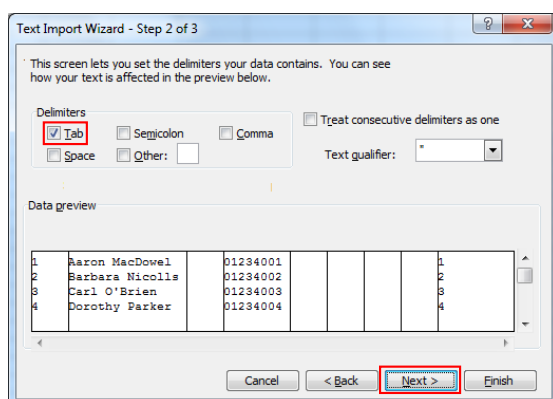 Text Import Wizard - Step 2 of 3
This screen lets you set the delimiters your data contains. You can see
how your text is affected in the preview below.
Delimiters
Tab Semicolon Comma
Space Other:
Treat consecutive delimiters as one
Text qualifier: "
Data preview
1 Aaron MacDowel 01234001 1
2 Barbara Nicolls 01234002 2
3 Carl O'Brien 01234003 3
4 Dorothy Parker 01234004 4
Cancel < Back Next > Finish